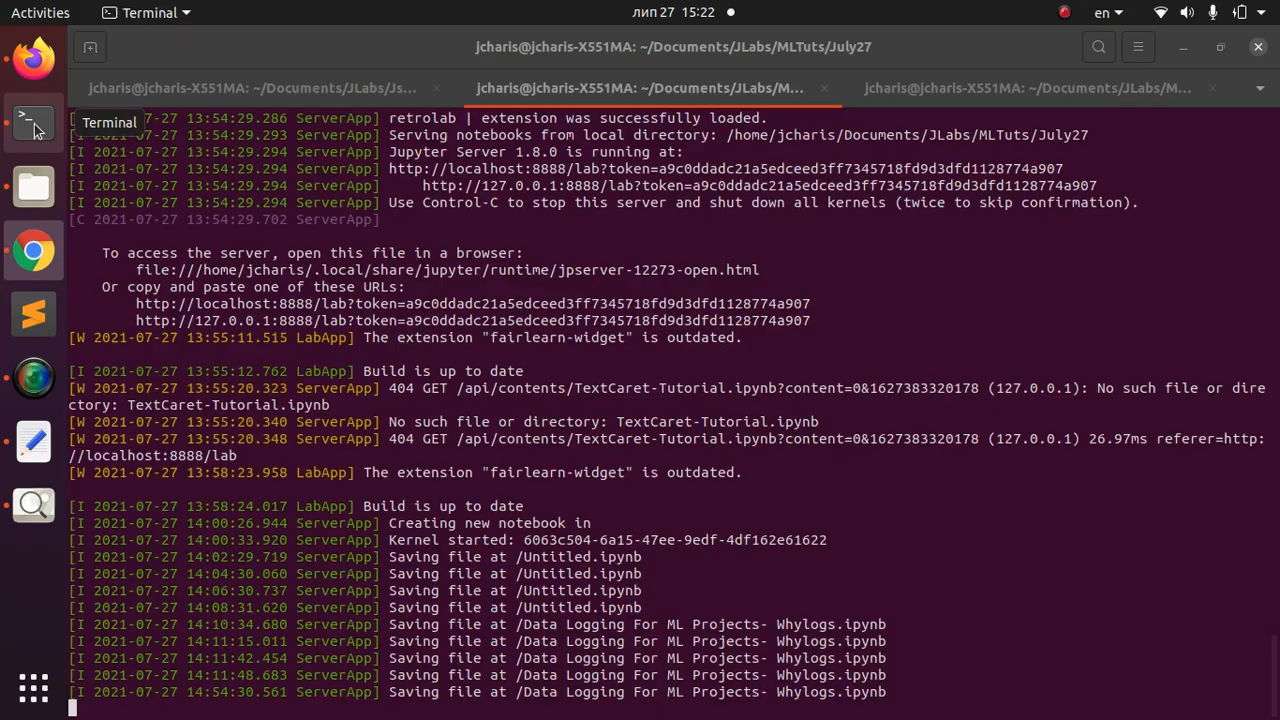 Activities
Terminal
лип 27 15:22
en
jcharis@jcharis-X551MA: ~/Documents/JLabs/MLTuts/July27
jcharis@jcharis-X551MA: ~/Documents/JLabs/Js...
jcharis@jcharis-X551MA: ~/Documents/JLabs/M...
jcharis@jcharis-X551MA: ~/Documents/JLabs/M...
Terminal
[I 2021-07-27 13:54:29.286 ServerApp] retrolab | extension was successfully loaded.
[I 2021-07-27 13:54:29.293 ServerApp] Serving notebooks from local directory: /home/jcharis/Documents/JLabs/MLTuts/July27
[I 2021-07-27 13:54:29.294 ServerApp] Jupyter Server 1.8.0 is running at:
[I 2021-07-27 13:54:29.294 ServerApp] http://localhost:8888/lab?token=a9c0ddadc21a5edceed3ff7345718fd9d3dfd1128774a907
[I 2021-07-27 13:54:29.294 ServerApp]     http://127.0.0.1:8888/lab?token=a9c0ddadc21a5edceed3ff7345718fd9d3dfd1128774a907
[I 2021-07-27 13:54:29.294 ServerApp] Use Control-C to stop this server and shut down all kernels (twice to skip confirmation).
[C 2021-07-27 13:54:29.702 ServerApp]
To access the server, open this file in a browser:
file:///home/jcharis/.local/share/jupyter/runtime/jpserver-12273-open.html
Or copy and paste one of these URLs:
http://localhost:8888/lab?token=a9c0ddadc21a5edceed3ff7345718fd9d3dfd1128774a907
http://127.0.0.1:8888/lab?token=a9c0ddadc21a5edceed3ff7345718fd9d3dfd1128774a907
[W 2021-07-27 13:55:11.515 LabApp] The extension "fairlearn-widget" is outdated.
[I 2021-07-27 13:55:12.762 LabApp] Build is up to date
[W 2021-07-27 13:55:20.323 ServerApp] 404 GET /api/contents/TextCaret-Tutorial.ipynb?content=0&1627383320178 (127.0.0.1): No such file or dire
ctory: TextCaret-Tutorial.ipynb
[W 2021-07-27 13:55:20.340 ServerApp] No such file or directory: TextCaret-Tutorial.ipynb
[W 2021-07-27 13:55:20.348 ServerApp] 404 GET /api/contents/TextCaret-Tutorial.ipynb?content=0&1627383320178 (127.0.0.1) 26.97ms referer=http:
//localhost:8888/lab
[W 2021-07-27 13:58:23.958 LabApp] The extension "fairlearn-widget" is outdated.
[I 2021-07-27 13:58:24.017 LabApp] Build is up to date
[I 2021-07-27 14:00:26.944 ServerApp] Creating new notebook in
[I 2021-07-27 14:00:33.920 ServerApp] Kernel started: 6063c504-6a15-47ee-9edf-4df162e61622
[I 2021-07-27 14:02:29.719 ServerApp] Saving file at /Untitled.ipynb
[I 2021-07-27 14:04:30.060 ServerApp] Saving file at /Untitled.ipynb
[I 2021-07-27 14:06:30.737 ServerApp] Saving file at /Untitled.ipynb
[I 2021-07-27 14:08:31.620 ServerApp] Saving file at /Untitled.ipynb
[I 2021-07-27 14:10:34.680 ServerApp] Saving file at /Data Logging For ML Projects- Whylogs.ipynb
[I 2021-07-27 14:11:15.011 ServerApp] Saving file at /Data Logging For ML Projects- Whylogs.ipynb
[I 2021-07-27 14:11:42.454 ServerApp] Saving file at /Data Logging For ML Projects- Whylogs.ipynb
[I 2021-07-27 14:11:48.683 ServerApp] Saving file at /Data Logging For ML Projects- Whylogs.ipynb
[I 2021-07-27 14:54:30.561 ServerApp] Saving file at /Data Logging For ML Projects- Whylogs.ipynb